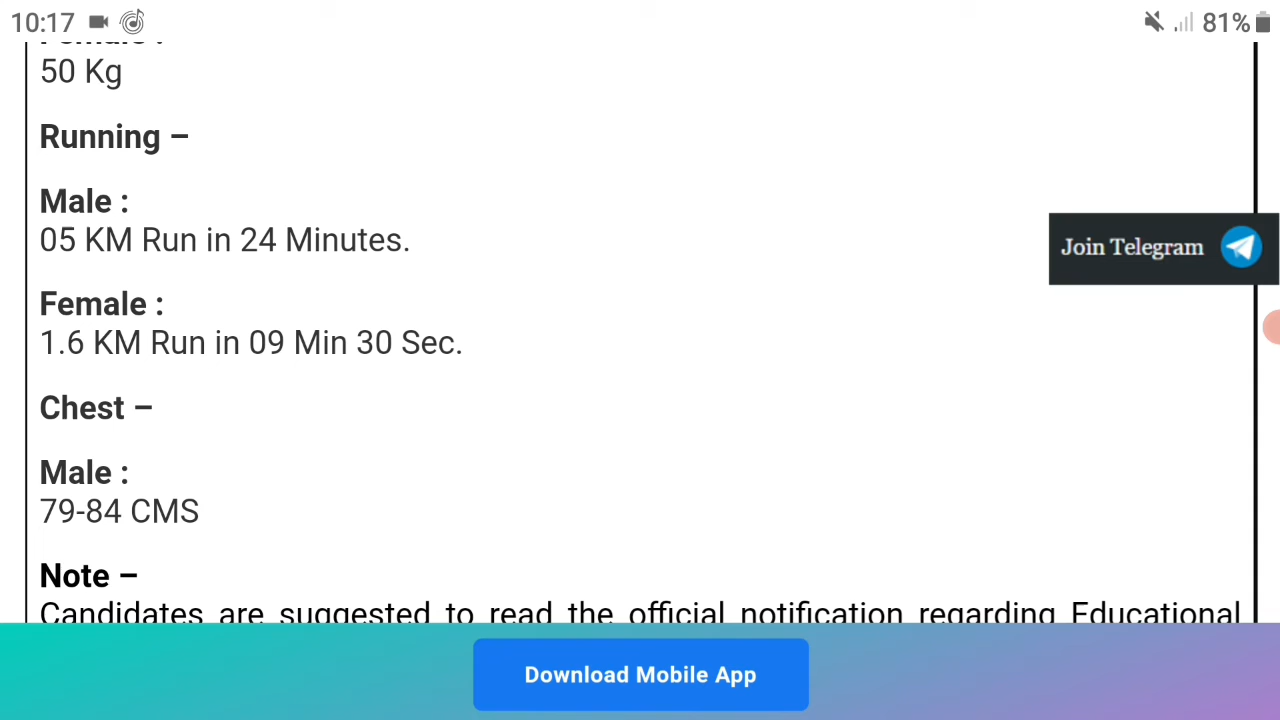 10:17
81%
Female :
50 Kg
Running –
Male :
05 KM Run in 24 Minutes.
Join Telegram
Female :
1.6 KM Run in 09 Min 30 Sec.
Chest –
Male :
79-84 CMS
Note –
Candidates are suggested to read the official notification regarding Educational
Download Mobile App